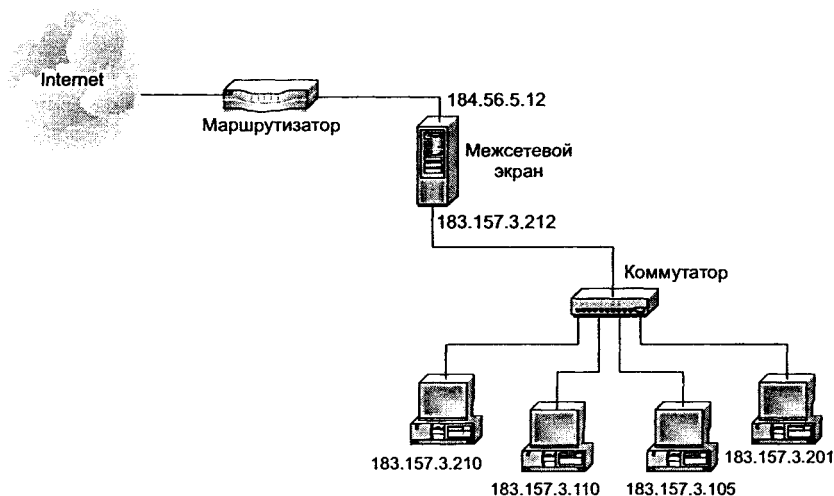 Internet
Маршрутизатор
184.56.5.12
Межсетевой
экран
183.157.3.212
Коммутатор
183.157.3.210
183.157.3.110
183.157.3.105
183.157.3.201